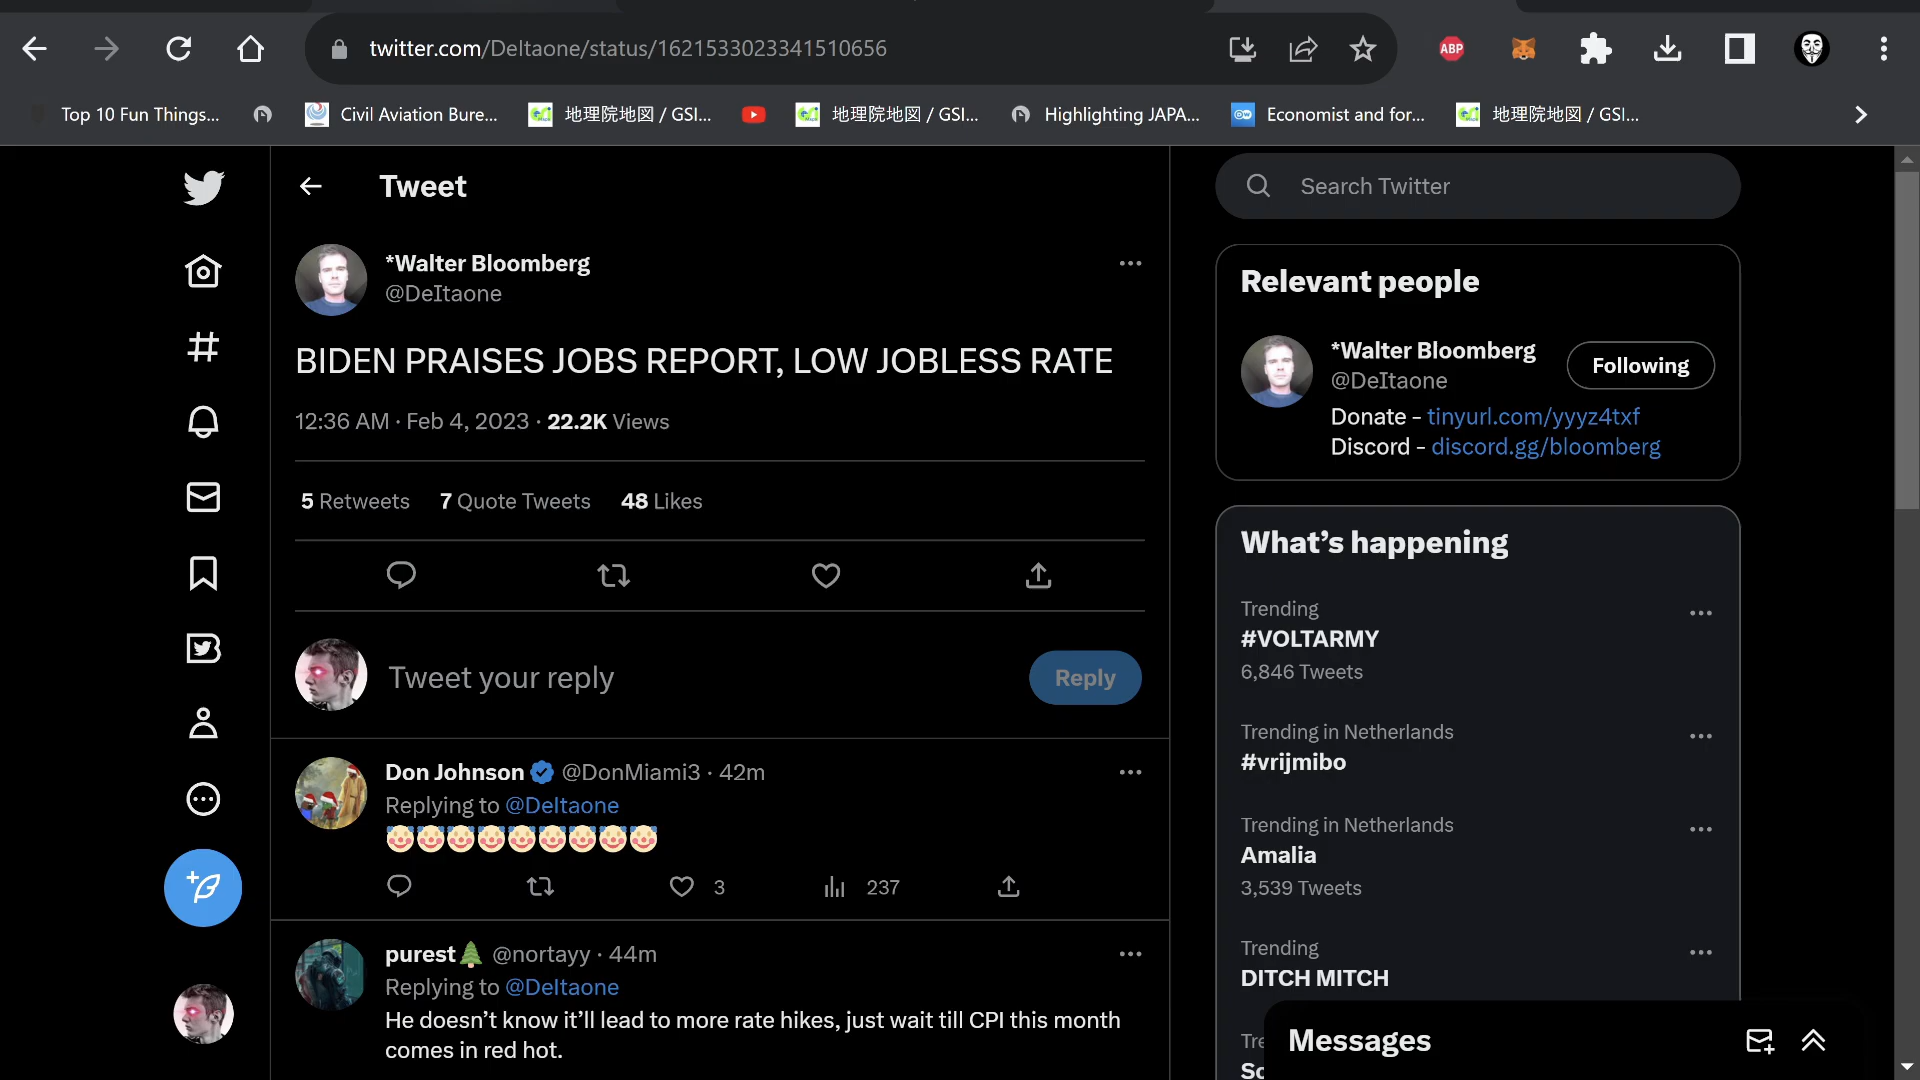 twitter.com/DeItaone/status/1621533023341510656
ABP
Top 10 Fun Things...
Civil Aviation Bure...
地理院地図 / GSI...
地理院地図 / GSI...
Highlighting JAPA...
Economist and for...
地理院地図 / GSI...
Tweet
*Walter Bloomberg
@DeItaone
BIDEN PRAISES JOBS REPORT, LOW JOBLESS RATE
12:36 AM · Feb 4, 2023 · 22.2K Views
5 Retweets 7 Quote Tweets 48 Likes
Tweet your reply
Reply
Don Johnson @DonMiami3 · 42m
Replying to @DeItaone
🤡🤡🤡🤡🤡🤡🤡🤡🤡
3
237
purest🌲 @nortayy · 44m
Replying to @DeItaone
He doesn’t know it’ll lead to more rate hikes, just wait till CPI this month
comes in red hot.
Search Twitter
Relevant people
*Walter Bloomberg
@DeItaone
Following
Donate - tinyurl.com/yyyz4txf
Discord - discord.gg/bloomberg
What’s happening
Trending
#VOLTARMY
6,846 Tweets
Trending in Netherlands
#vrijmibo
Trending in Netherlands
Amalia
3,539 Tweets
Trending
DITCH MITCH
Messages